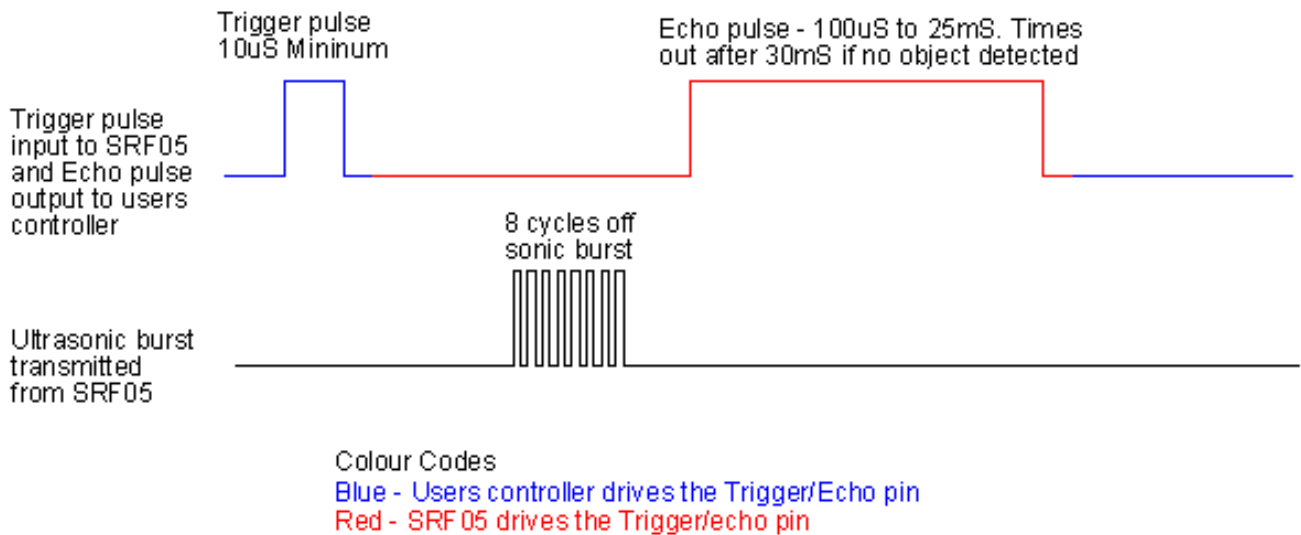 Trigger pulse
10uS Mininum
Echo pulse - 100uS to 25mS. Times
out after 30mS if no object detected
Trigger pulse
input to SRF05
and Echo pulse
output to users
controller
8 cycles off
sonic burst
Ultrasonic burst
transmitted
from SRF05
Colour Codes
Blue - Users controller drives the Trigger/Echo pin
Red - SRF05 drives the Trigger/echo pin